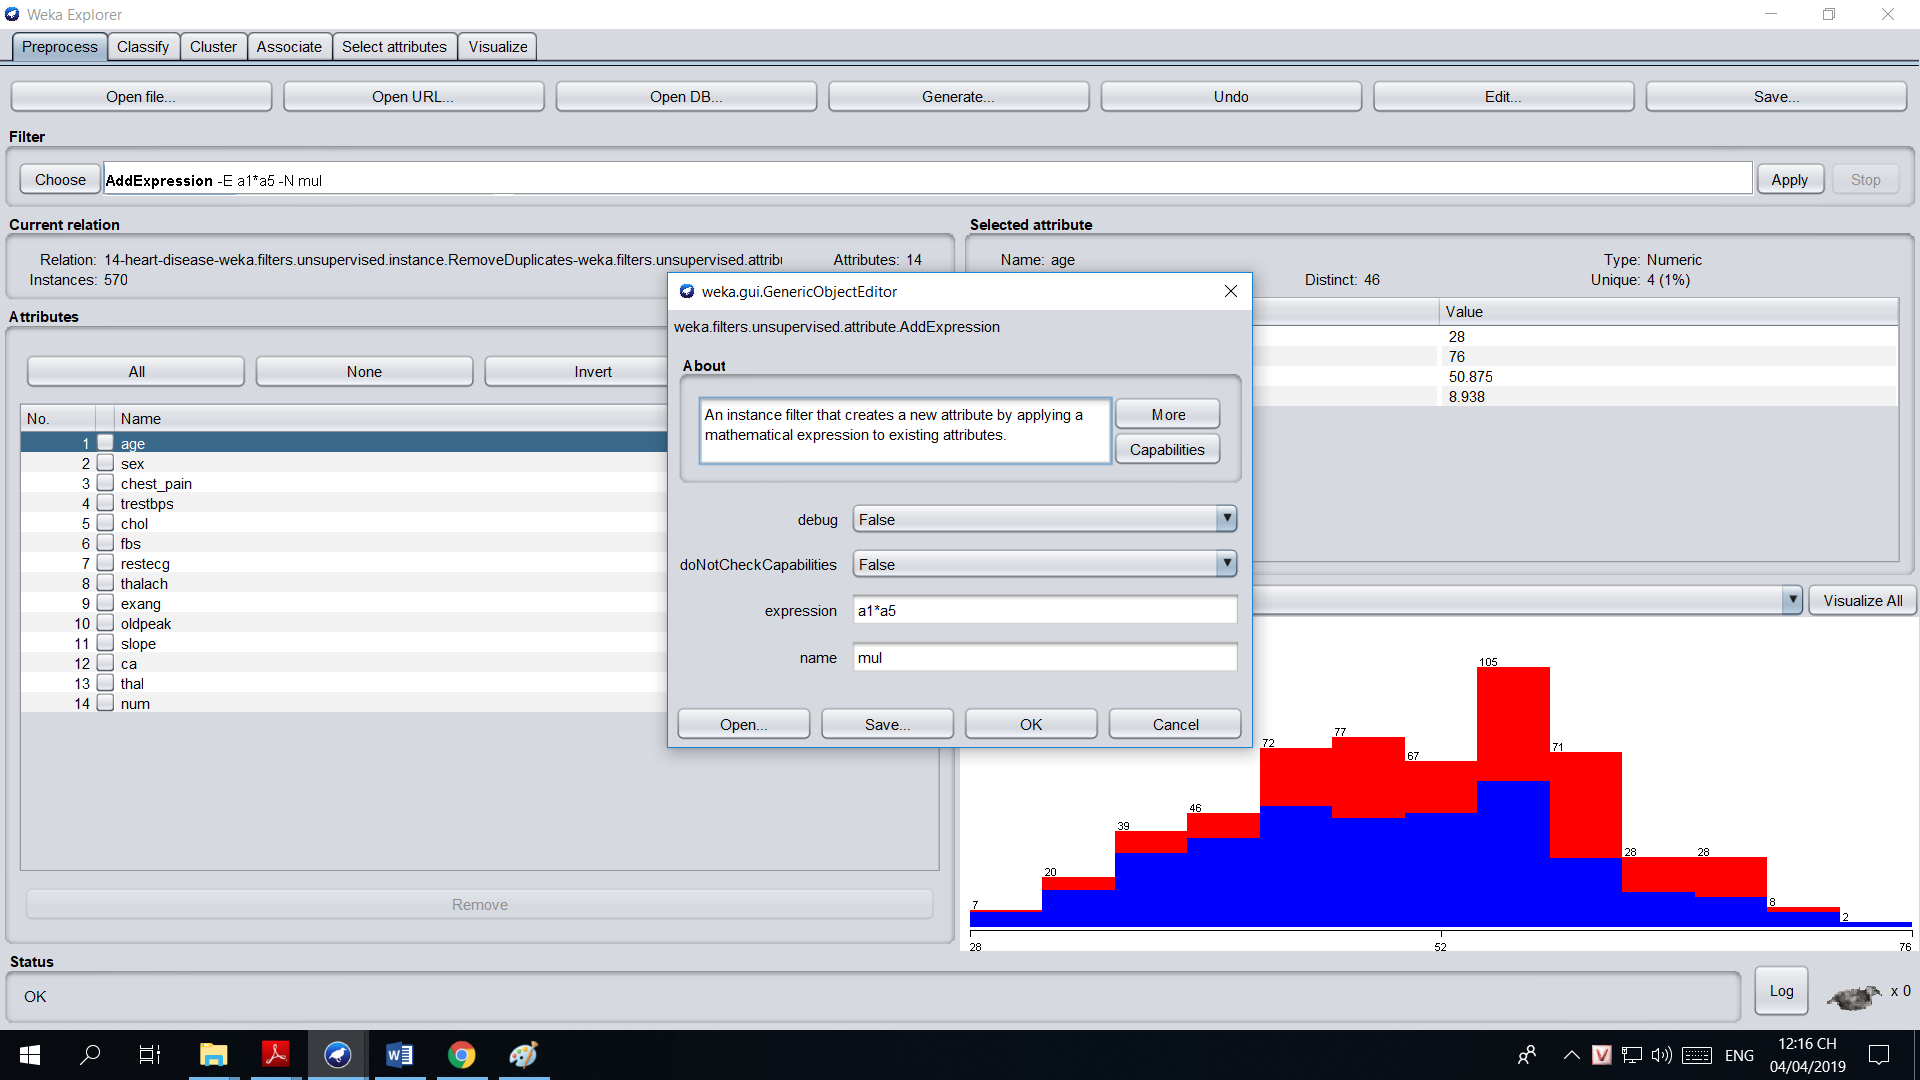 Weka Explorer
Preprocess Classify Cluster Associate Select attributes Visualize
Open file... Open URL... Open DB... Generate... Undo Edit... Save...
Filter
Choose AddExpression -E a1*a5 -N mul Apply Stop
Current relation
Relation: 14-heart-disease-weka.filters.unsupervised.instance.RemoveDuplicates-weka.filters.unsupervised.attribu Attributes: 14
Instances: 570
Selected attribute
Name: age Type: Numeric
Distinct: 46 Unique: 4 (1%)
Value
28
76
50.875
8.938
Attributes
All None Invert
No. Name
1 age
2 sex
3 chest_pain
4 trestbps
5 chol
6 fbs
7 restecg
8 thalach
9 exang
10 oldpeak
11 slope
12 ca
13 thal
14 num
Remove
weka.gui.GenericObjectEditor
weka.filters.unsupervised.attribute.AddExpression
About
An instance filter that creates a new attribute by applying a
mathematical expression to existing attributes.
More
Capabilities
debug False
doNotCheckCapabilities False
expression a1*a5
name mul
Open... Save... OK Cancel
Visualize All
7 20 39 46 72 77 67 105 71 28 28 8 2
28 52 76
Status
OK
Log x 0
ENG
12:16 CH
04/04/2019